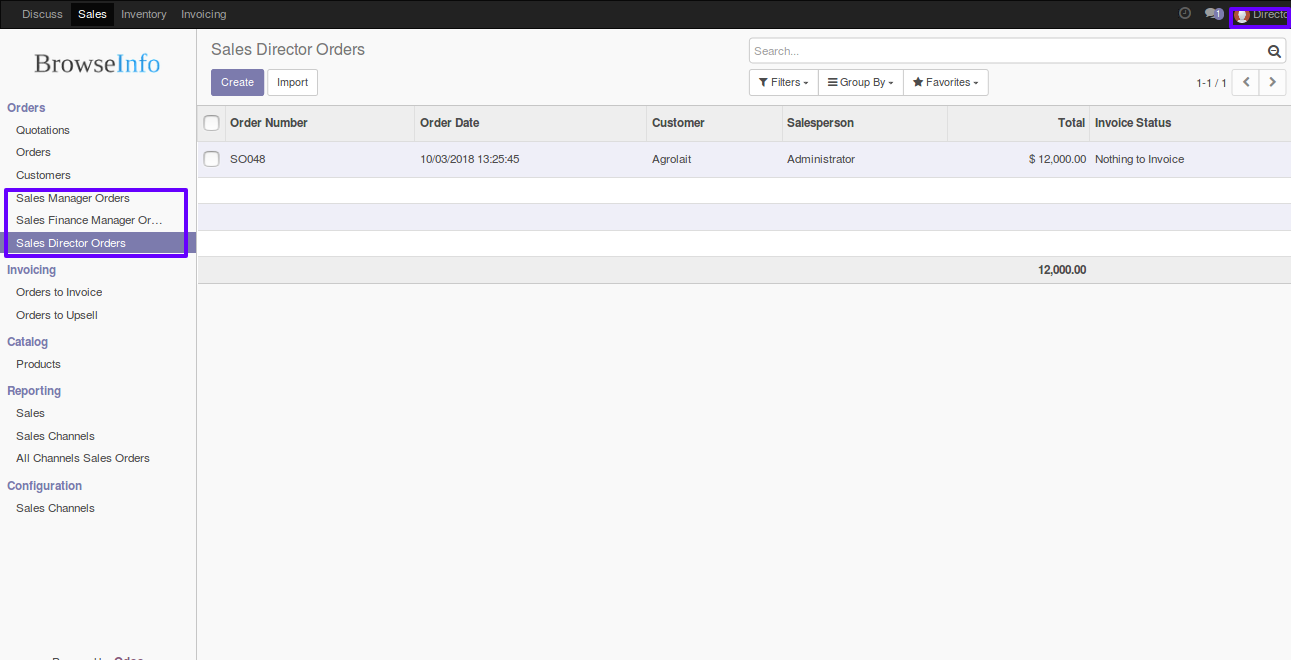 Discuss Sales Inventory Invoicing 1 Directo
BrowseInfo
Orders
Quotations
Orders
Customers
Sales Manager Orders
Sales Finance Manager Or...
Sales Director Orders
Invoicing
Orders to Invoice
Orders to Upsell
Catalog
Products
Reporting
Sales
Sales Channels
All Channels Sales Orders
Configuration
Sales Channels
Sales Director Orders
Search...
Create Import
Filters Group By Favorites 1-1 / 1
Order Number Order Date Customer Salesperson Total Invoice Status
SO048 10/03/2018 13:25:45 Agrolait Administrator $ 12,000.00 Nothing to Invoice
12,000.00